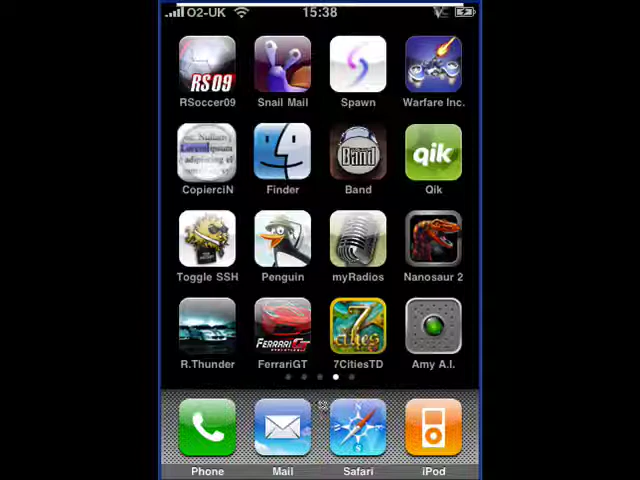 O2-UK 15:38
RS09
RSoccer09 Snail Mail Spawn Warfare Inc.
Band qik
CopierciN Finder Band Qik
Toggle SSH Penguin myRadios Nanosaur 2
7 cities
R.Thunder FerrariGT 7CitiesTD Amy A.I.
Phone Mail Safari iPod